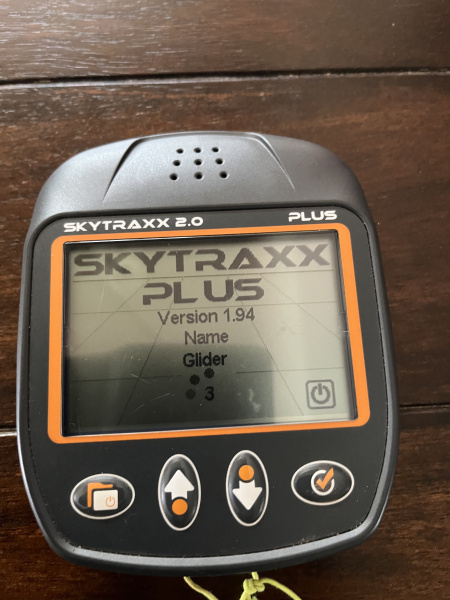 SKYTRAXX 2.0 PLUS
SKYTRAXX
PLUS
Version 1.94
Name
Glider
3